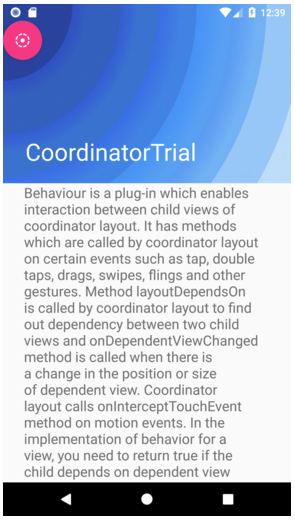 12:39
CoordinatorTrial
Behaviour is a plug-in which enables
interaction between child views of
coordinator layout. It has methods
which are called by coordinator layout
on certain events such as tap, double
taps, drags, swipes, flings and other
gestures. Method layoutDependsOn
is called by coordinator layout to find
out dependency between two child
views and onDependentViewChanged
method is called when there is
a change in the position or size
of dependent view. Coordinator
layout calls onInterceptTouchEvent
method on motion events. In the
implementation of behavior for a
view, you need to return true if the
child depends on dependent view